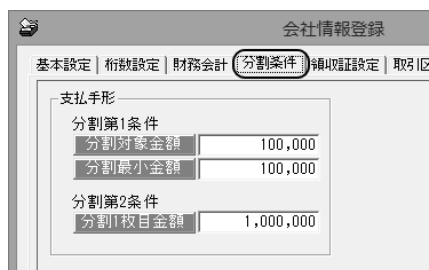 会社情報登録
基本設定 桁数設定 財務会計 分割条件 領収証設定 取引区
支払手形
分割第1条件
分割対象金額 100,000
分割最小金額 100,000
分割第2条件
分割1枚目金額 1,000,000